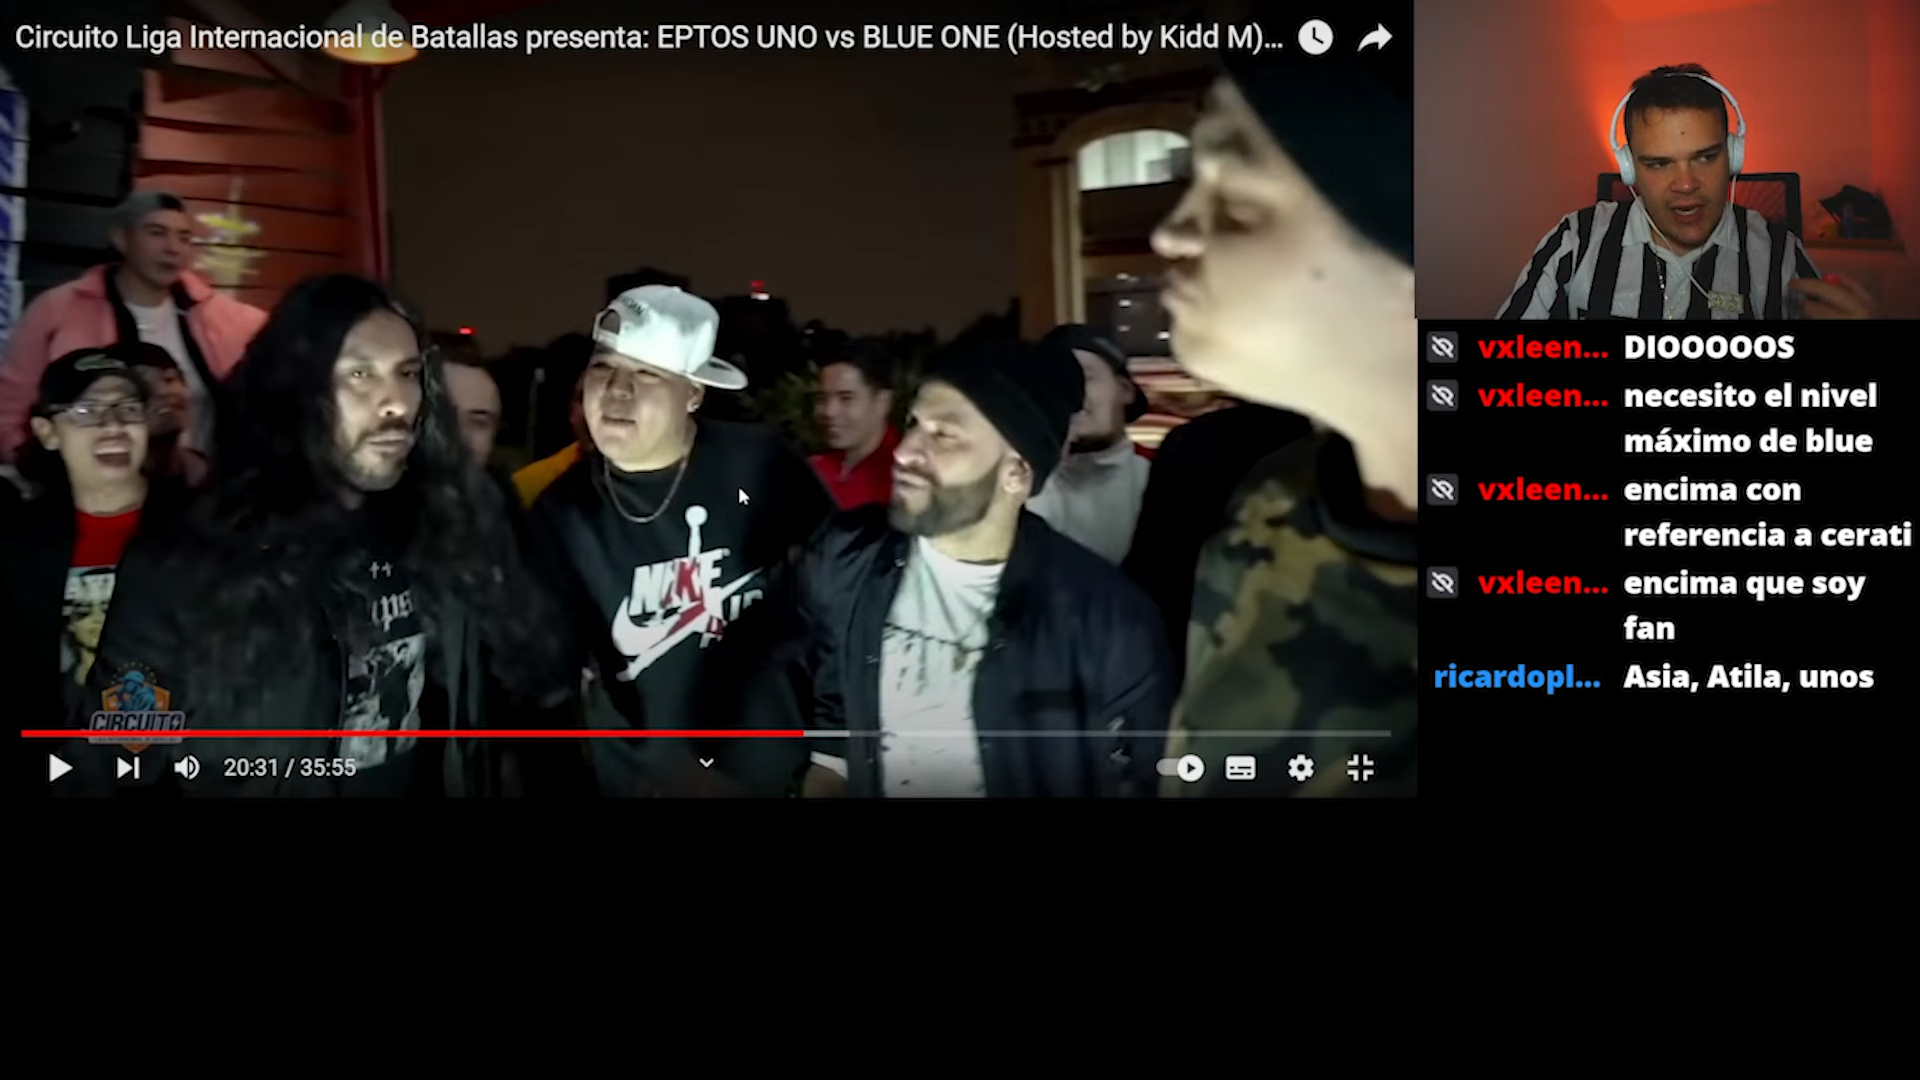 Circuito Liga Internacional de Batallas presenta: EPTOS UNO vs BLUE ONE (Hosted by Kidd M)...
vxleen... DIOOOOOS
vxleen... necesito el nivel
máximo de blue
vxleen... encima con
referencia a cerati
vxleen... encima que soy
fan
ricardopl... Asia, Atila, unos
NIKE
CIRCUITO
20:31 / 35:55